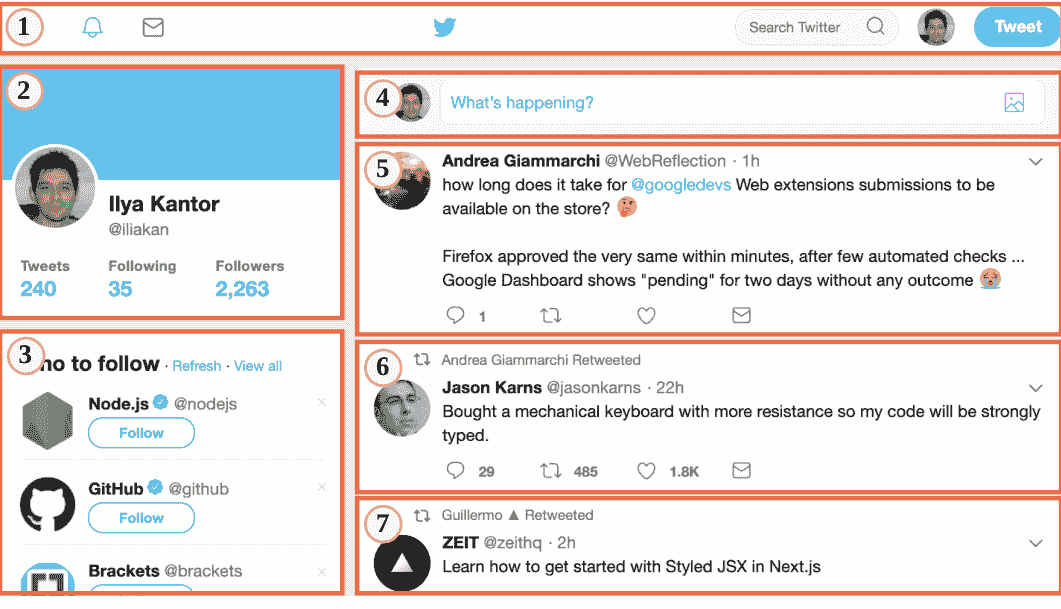 1
Search Twitter
Tweet
2
Ilya Kantor
@iliakan
Tweets Following Followers
240 35 2,263
3
ho to follow · Refresh · View all
Node.js @nodejs
Follow
GitHub @github
Follow
Brackets @brackets
4
What's happening?
5
Andrea Giammarchi @WebReflection · 1h
how long does it take for @googledevs Web extensions submissions to be
available on the store?
Firefox approved the very same within minutes, after few automated checks ...
Google Dashboard shows "pending" for two days without any outcome
1
6
Andrea Giammarchi Retweeted
Jason Karns @jasonkarns · 22h
Bought a mechanical keyboard with more resistance so my code will be strongly
typed.
29 485 1.8K
7
Guillermo ▲ Retweeted
ZEIT @zeithq · 2h
Learn how to get started with Styled JSX in Next.js